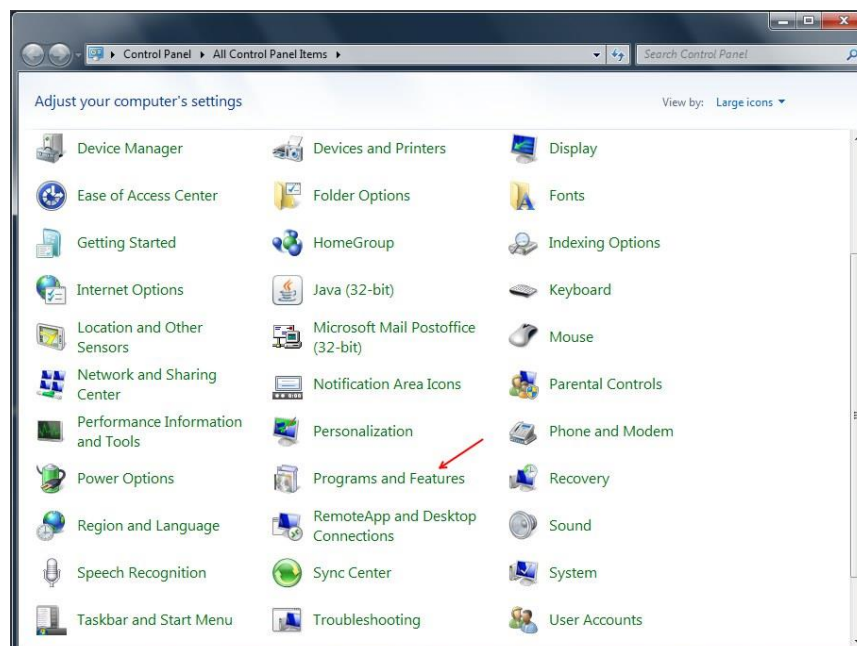 Control Panel All Control Panel Items Search Control Panel
Adjust your computer's settings View by: Large icons
Device Manager Devices and Printers Display
Ease of Access Center Folder Options Fonts
Getting Started HomeGroup Indexing Options
Internet Options Java (32-bit) Keyboard
Location and Other
Sensors
Microsoft Mail Postoffice
(32-bit)
Mouse
Network and Sharing
Center
Notification Area Icons Parental Controls
Performance Information
and Tools
Personalization Phone and Modem
Power Options Programs and Features Recovery
Region and Language
RemoteApp and Desktop
Connections
Sound
Speech Recognition Sync Center System
Taskbar and Start Menu Troubleshooting User Accounts